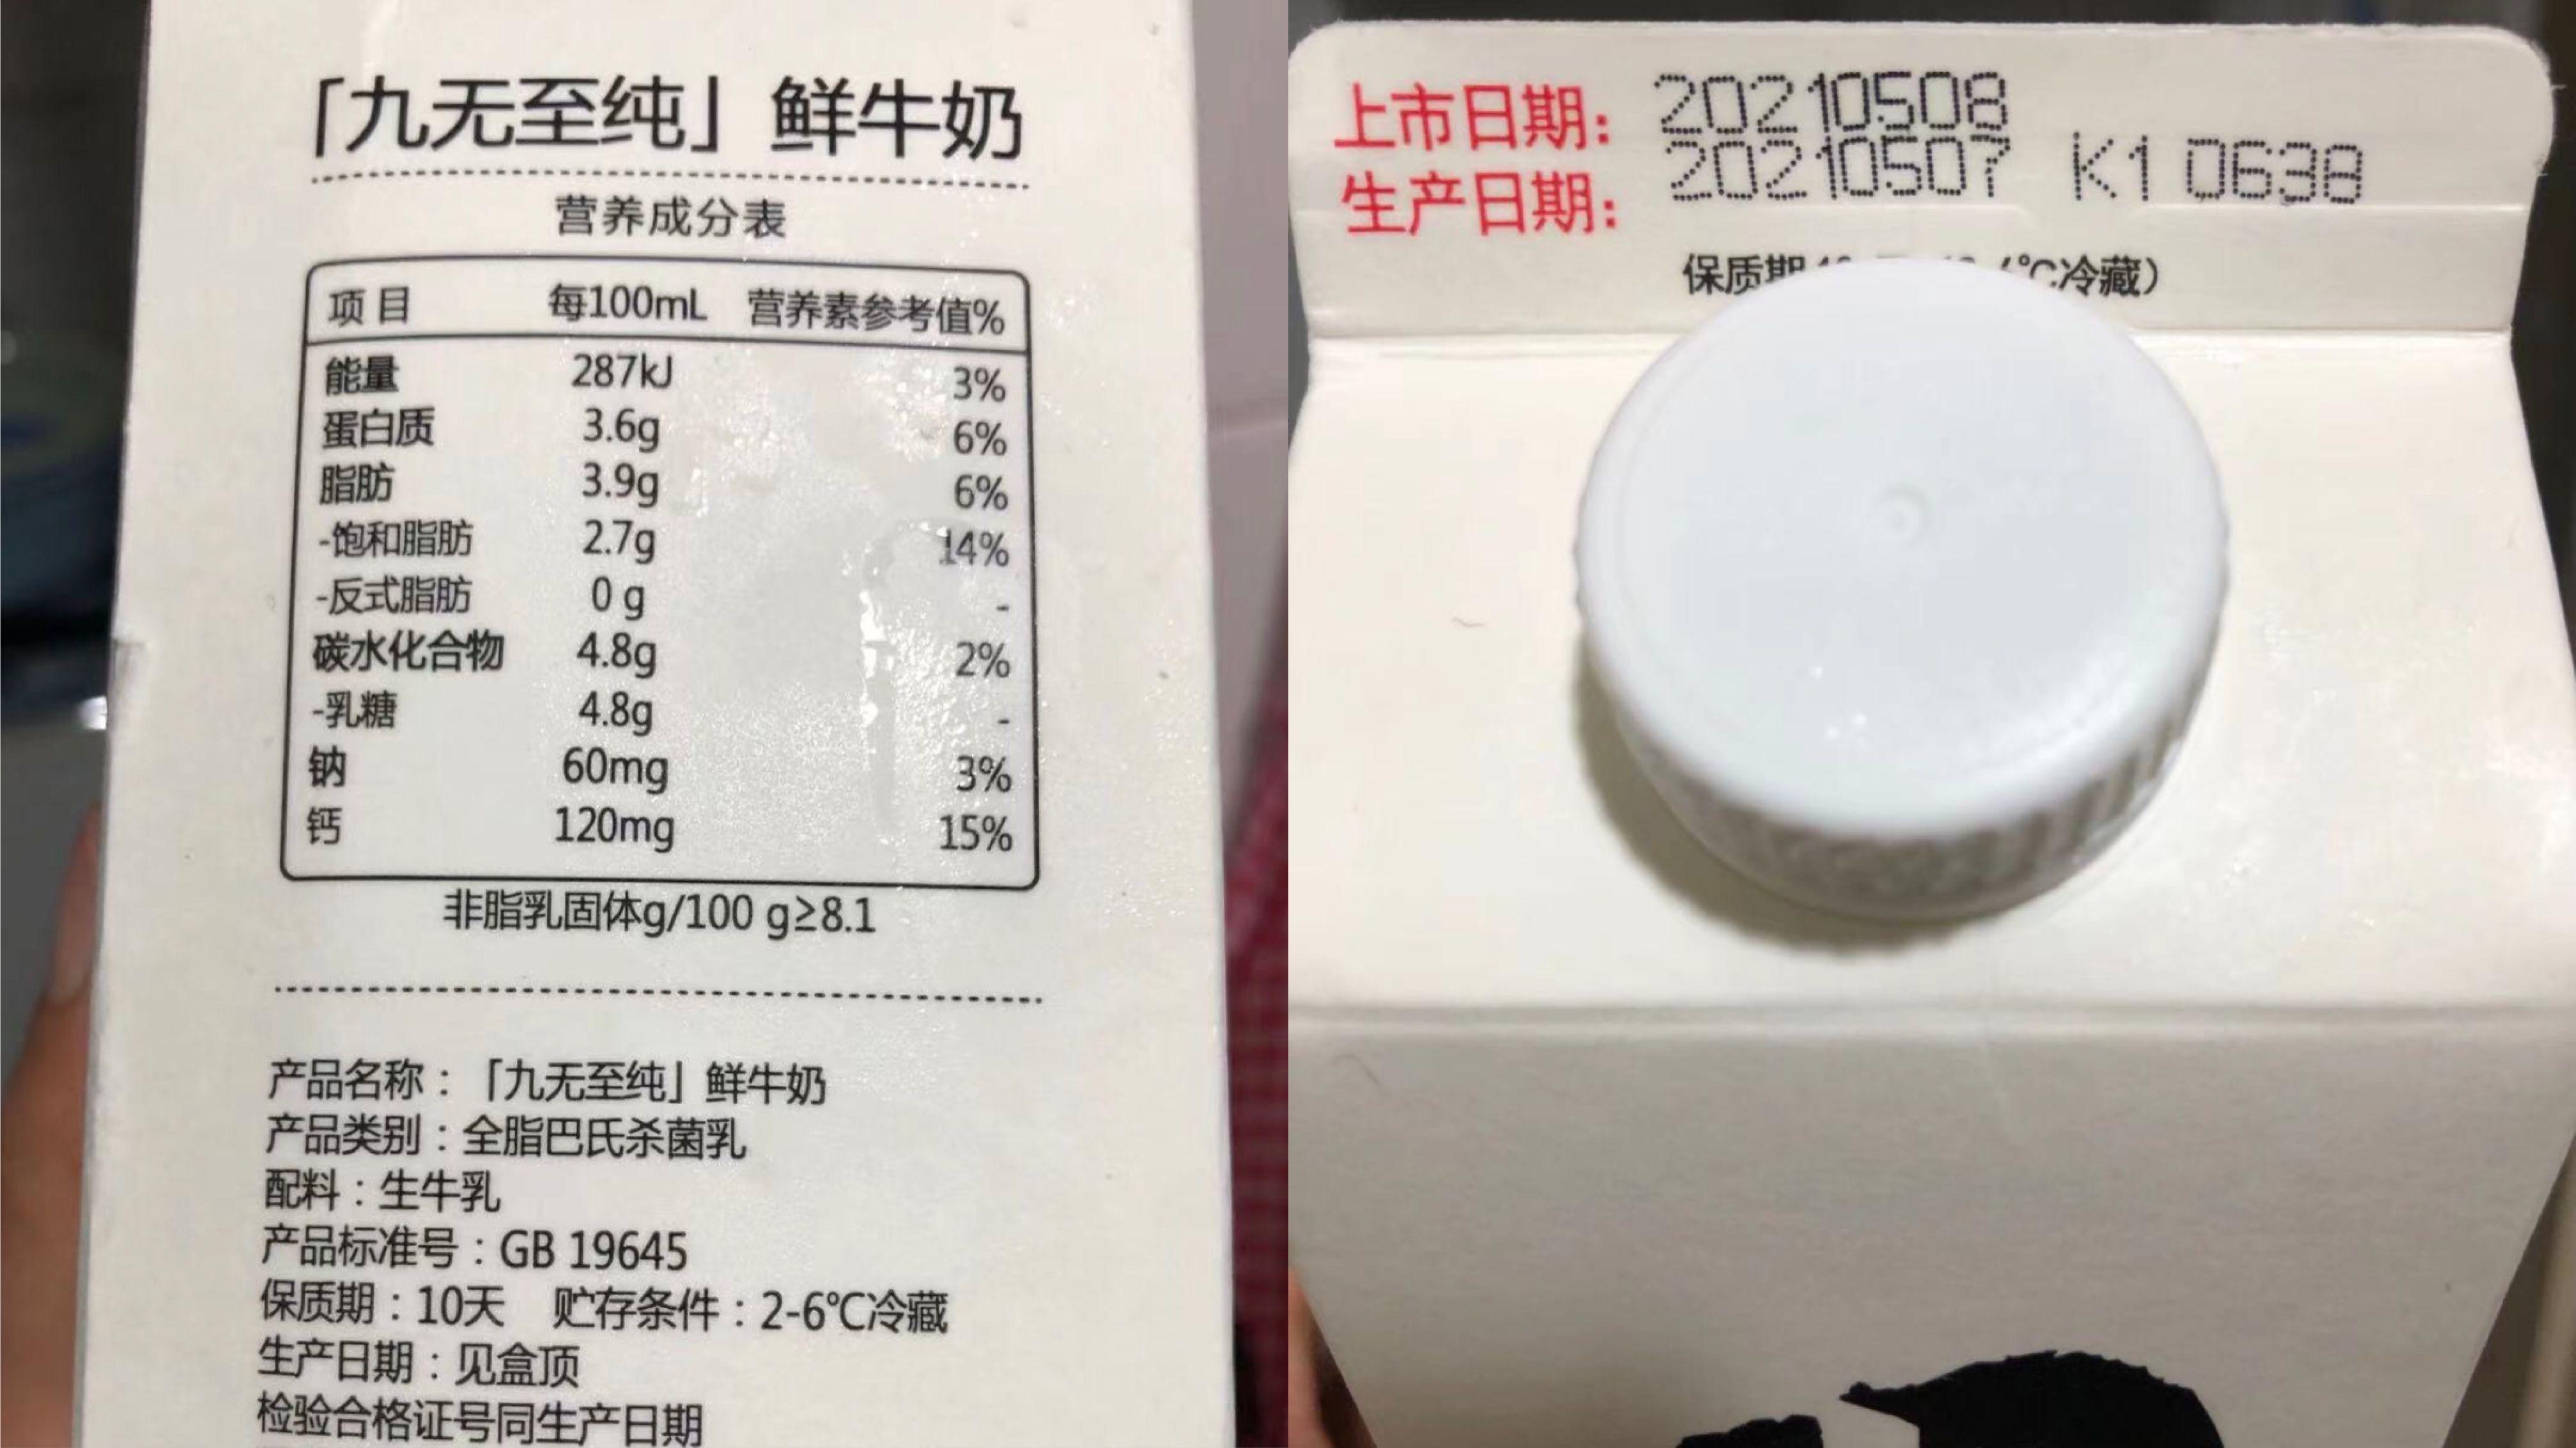 「九无至纯」鲜牛奶
营养成分表
项目 每100mL 营养素参考值%
能量 287kJ 3%
蛋白质 3.6g 6%
脂肪 3.9g 6%
-饱和脂肪 2.7g 14%
-反式脂肪 0 g -
碳水化合物 4.8g 2%
-乳糖 4.8g -
钠 60mg 3%
钙 120mg 15%
非脂乳固体g/100 g≥8.1
产品名称：「九无至纯」鲜牛奶
产品类别：全脂巴氏杀菌乳
配料：生牛乳
产品标准号：GB 19645
保质期：10天 贮存条件：2-6℃冷藏
生产日期：见盒顶
检验合格证号同生产日期
上市日期： 20210508
生产日期： 20210507 K1 0638
保质期 ℃冷藏）